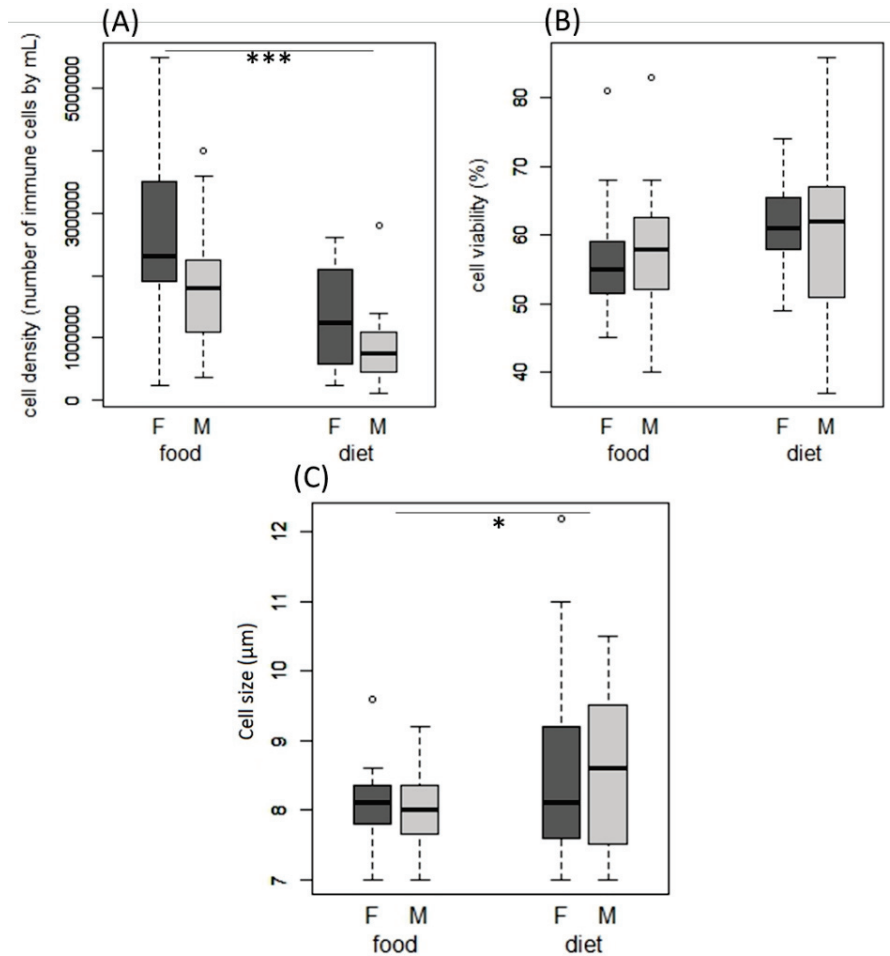 (A)
***
cell density (number of immune cells by mL)
5000000
3000000
1000000
0
F M F M
food diet
(B)
cell viability (%)
80
70
60
50
40
F M F M
food diet
(C)
*
Cell size (µm)
12
11
10
9
8
7
F M F M
food diet